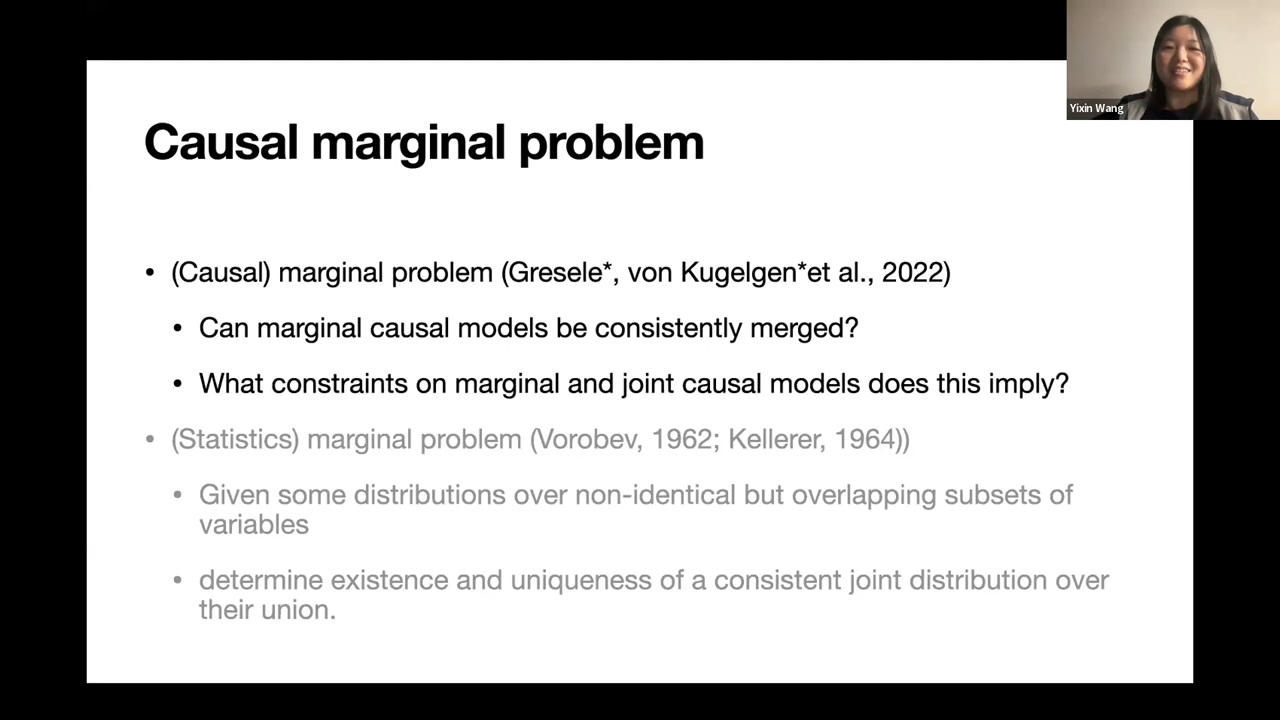 Yixin Wang
Causal marginal problem
• (Causal) marginal problem (Gresele*, von Kugelgen*et al., 2022)
• Can marginal causal models be consistently merged?
• What constraints on marginal and joint causal models does this imply?
• (Statistics) marginal problem (Vorobev, 1962; Kellerer, 1964))
• Given some distributions over non-identical but overlapping subsets of
variables
• determine existence and uniqueness of a consistent joint distribution over
their union.